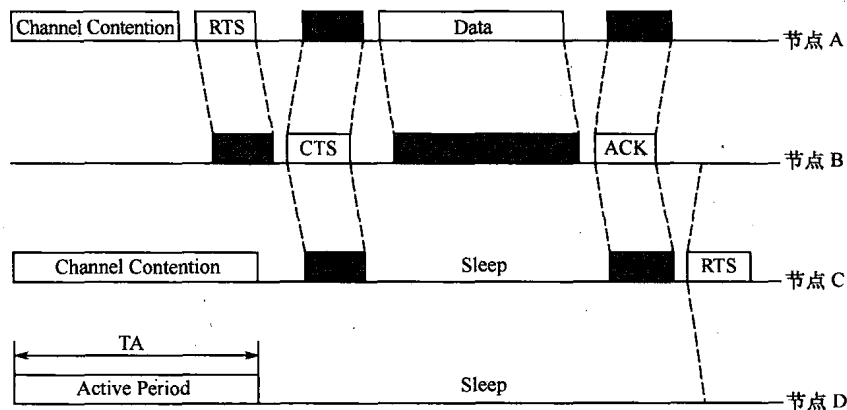 Channel Contention
RTS
Data
节点 A
CTS
ACK
节点 B
Channel Contention
Sleep
RTS
节点 C
TA
Active Period
Sleep
节点 D